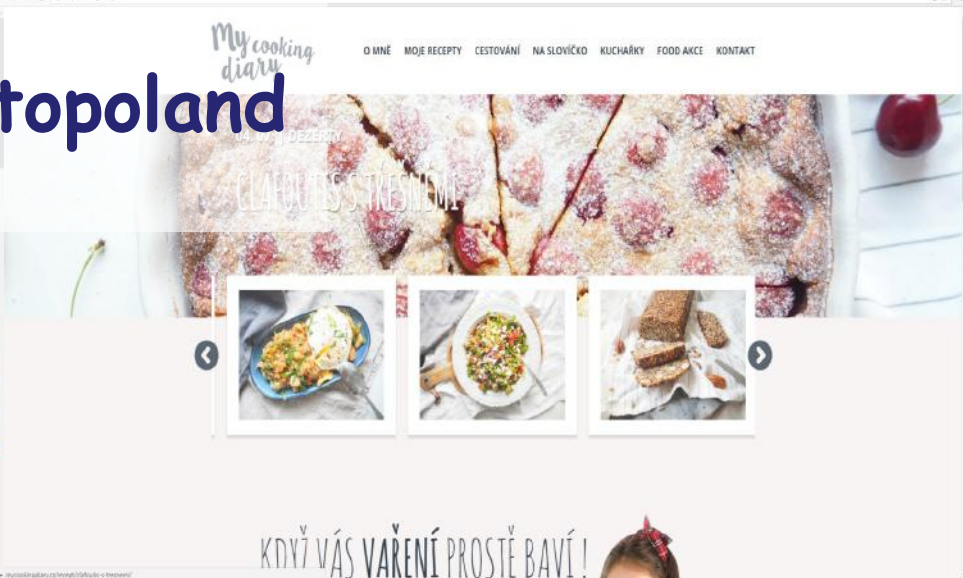 My cooking
diary
O MNĚ MOJE RECEPTY CESTOVÁNÍ NA SLOVÍČKO KUCHAŘKY FOOD AKCE KONTAKT
topoland
DEZERTY
CLAFOUTIS S TŘEŠNĚMI
KDYŽ VÁS VAŘENÍ PROSTĚ BAVÍ !